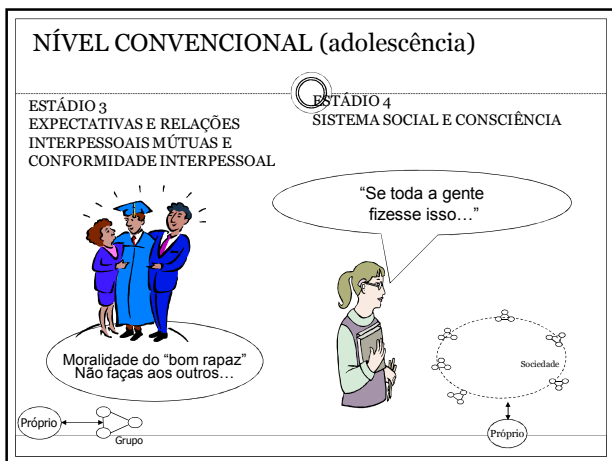 NÍVEL CONVENCIONAL (adolescência)
ESTÁDIO 3
EXPECTATIVAS E RELAÇÕES
INTERPESSOAIS MÚTUAS E
CONFORMIDADE INTERPESSOAL
ESTÁDIO 4
SISTEMA SOCIAL E CONSCIÊNCIA
“Se toda a gente
fizesse isso…”
Moralidade do “bom rapaz”
Não faças aos outros…
Próprio
Grupo
Sociedade
Próprio